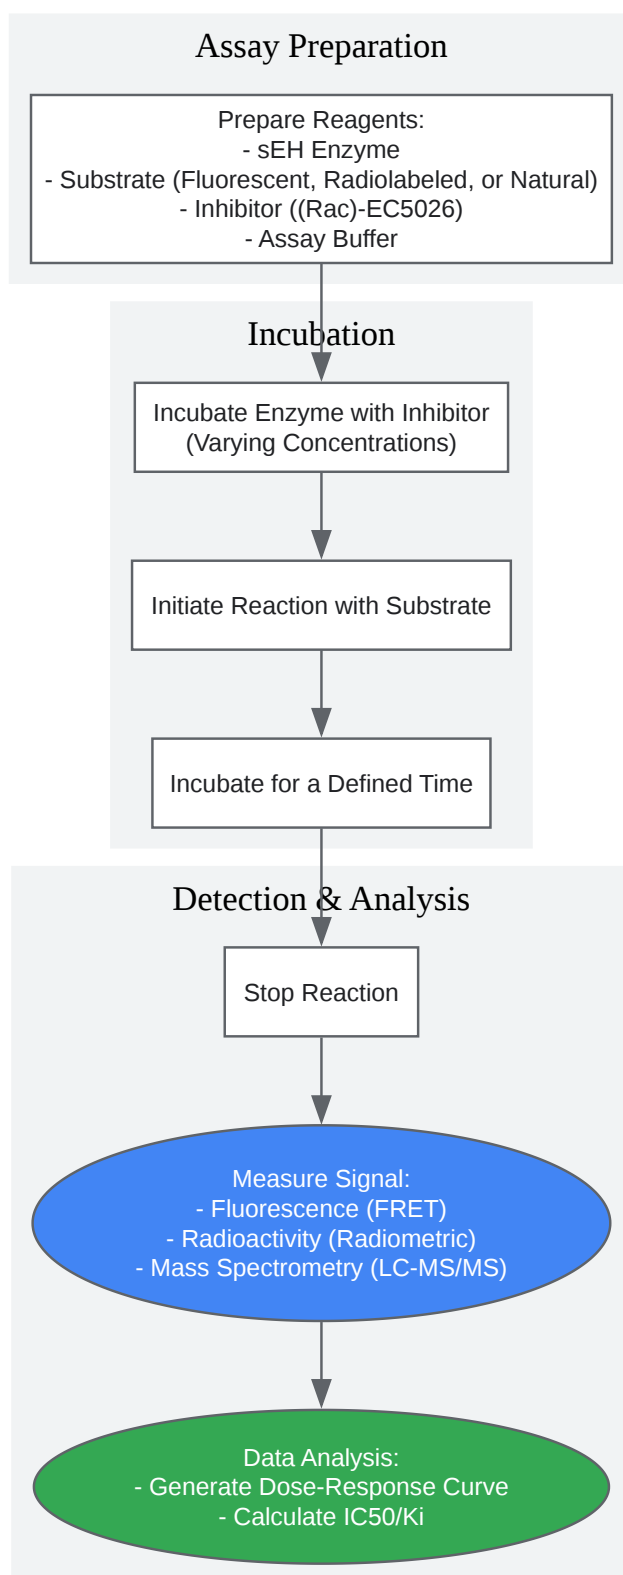 Assay Preparation
Prepare Reagents:
- sEH Enzyme
- Substrate (Fluorescent, Radiolabeled, or Natural)
- Inhibitor ((Rac)-EC5026)
- Assay Buffer
Incubation
Incubate Enzyme with Inhibitor
(Varying Concentrations)
Initiate Reaction with Substrate
Incubate for a Defined Time
Detection & Analysis
Stop Reaction
Measure Signal:
- Fluorescence (FRET)
- Radioactivity (Radiometric)
- Mass Spectrometry (LC-MS/MS)
Data Analysis:
- Generate Dose-Response Curve
- Calculate IC50/Ki